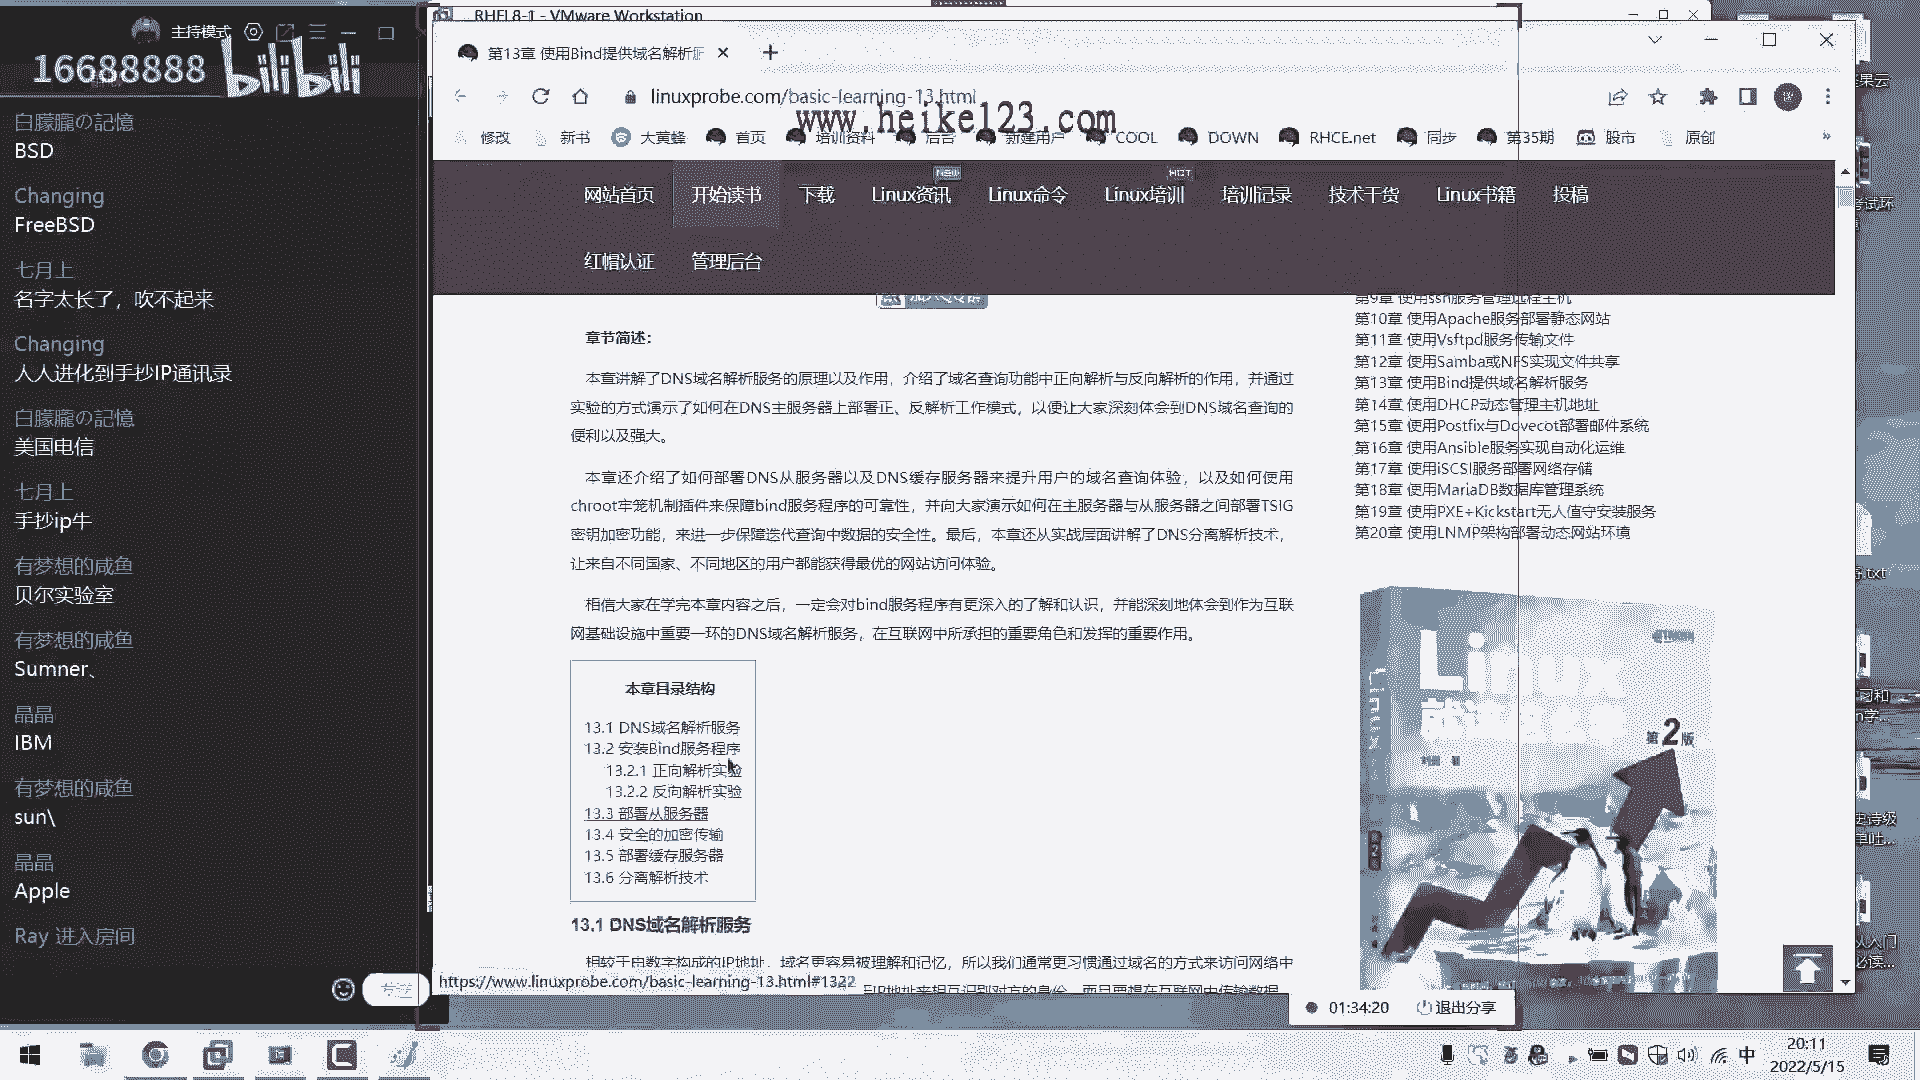 主持模式
16688888 bilibili
白朦朧の記憶
BSD
Changing
FreeBSD
七月上
名字太长了，吹不起来
Changing
人人进化到手抄IP通讯录
白朦朧の記憶
美国电信
七月上
手抄ip牛
有梦想的咸鱼
贝尔实验室
有梦想的咸鱼
Sumner、
晶晶
IBM
有梦想的咸鱼
sun\
晶晶
Apple
Ray 进入房间
发送
RHEL8-1 - VMware Workstation
第13章 使用Bind提供域名解析服
linuxprobe.com/basic-learning-13.html
www.heike123.com
修改 新书 大黄蜂 首页 培训资料 后台 新建用户 COOL DOWN RHCE.net 同步 第35期 股市 原创
网站首页 开始读书 下载 Linux资讯 NEW Linux命令 Linux培训 HOT 培训记录 技术干货 Linux书籍 投稿
红帽认证 管理后台
章节简述：
本章讲解了DNS域名解析服务的原理以及作用，介绍了域名查询功能中正向解析与反向解析的作用，并通过
实验的方式演示了如何在DNS主服务器上部署正、反解析工作模式，以便让大家深刻体会到DNS域名查询的
便利以及强大。
本章还介绍了如何部署DNS从服务器以及DNS缓存服务器来提升用户的域名查询体验，以及如何使用
chroot牢笼机制插件来保障bind服务程序的可靠性，并向大家演示如何在主服务器与从服务器之间部署TSIG
密钥加密功能，来进一步保障迭代查询中数据的安全性。最后，本章还从实战层面讲解了DNS分离解析技术，
让来自不同国家、不同地区的用户都能获得最优的网站访问体验。
相信大家在学完本章内容之后，一定会对bind服务程序有更深入的了解和认识，并能深刻地体会到作为互联
网基础设施中重要一环的DNS域名解析服务，在互联网中所承担的重要角色和发挥的重要作用。
本章目录结构
13.1 DNS域名解析服务
13.2 安装Bind服务程序
13.2.1 正向解析实验
13.2.2 反向解析实验
13.3 部署从服务器
13.4 安全的加密传输
13.5 部署缓存服务器
13.6 分离解析技术
13.1 DNS域名解析服务
相较于由数字构成的IP地址，域名更容易被理解和记忆，所以我们通常更习惯通过域名的方式来访问网络中
https://www.linuxprobe.com/basic-learning-13.html#1322
第9章 使用ssh服务管理远程主机
第10章 使用Apache服务部署静态网站
第11章 使用Vsftpd服务传输文件
第12章 使用Samba或NFS实现文件共享
第13章 使用Bind提供域名解析服务
第14章 使用DHCP动态管理主机地址
第15章 使用Postfix与Dovecot部署邮件系统
第16章 使用Ansible服务实现自动化运维
第17章 使用iSCSI服务部署网络存储
第18章 使用MariaDB数据库管理系统
第19章 使用PXE+Kickstart无人值守安装服务
第20章 使用LNMP架构部署动态网站环境
Linux
第2版
01:34:20 退出分享
中
20:11
2022/5/15